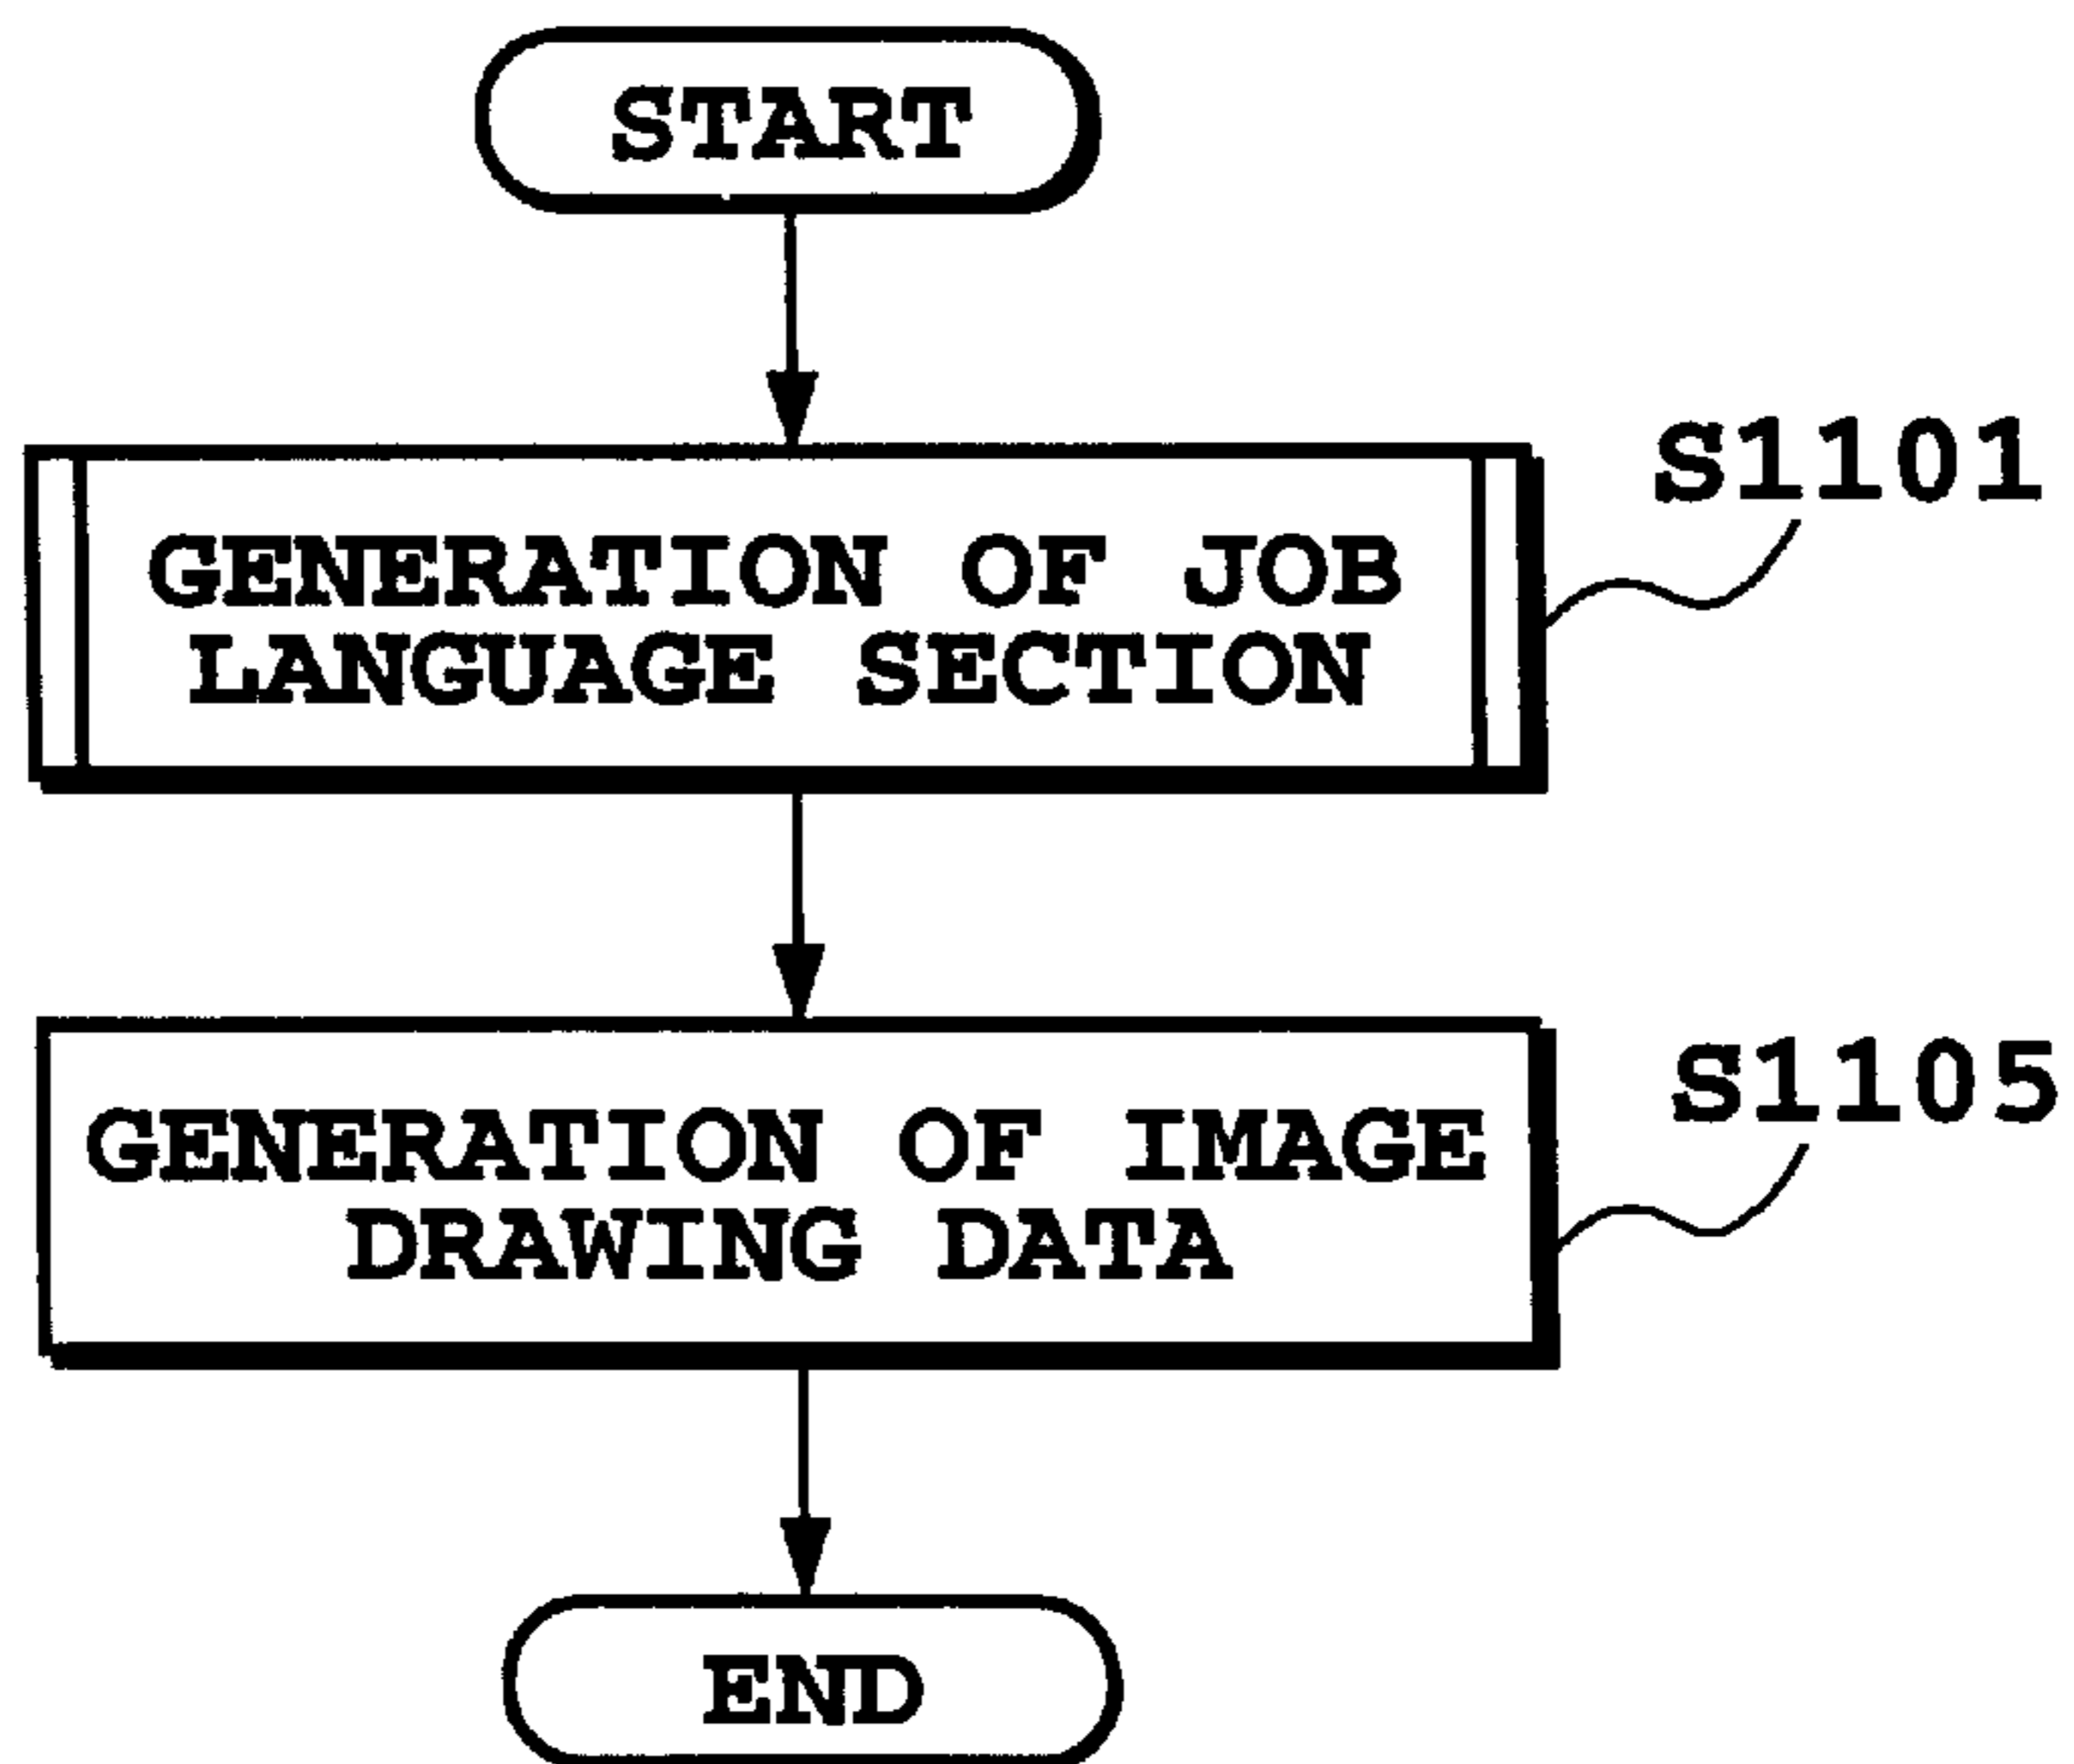 START
S1101
GENERATION OF JOB
LANGUAGE SECTION
S1105
GENERATION OF IMAGE
DRAWING DATA
END